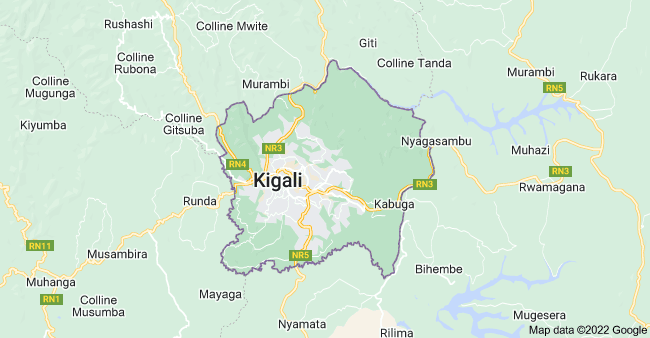 Rushashi
Colline Mwite
Giti
Colline
Rubona
Colline Tanda
Murambi
Rukara
Murambi
RN5
Colline
Mugunga
Kiyumba
Colline
Gitsuba
Nyagasambu
Muhazi
NR3
RN4
RN3
Kigali
RN3
Rwamagana
Runda
Kabuga
RN11
Musambira
NR5
Bihembe
Muhanga
RN1
Colline
Musumba
Mayaga
Nyamata
Mugesera
Rilima
Map data ©2022 Google